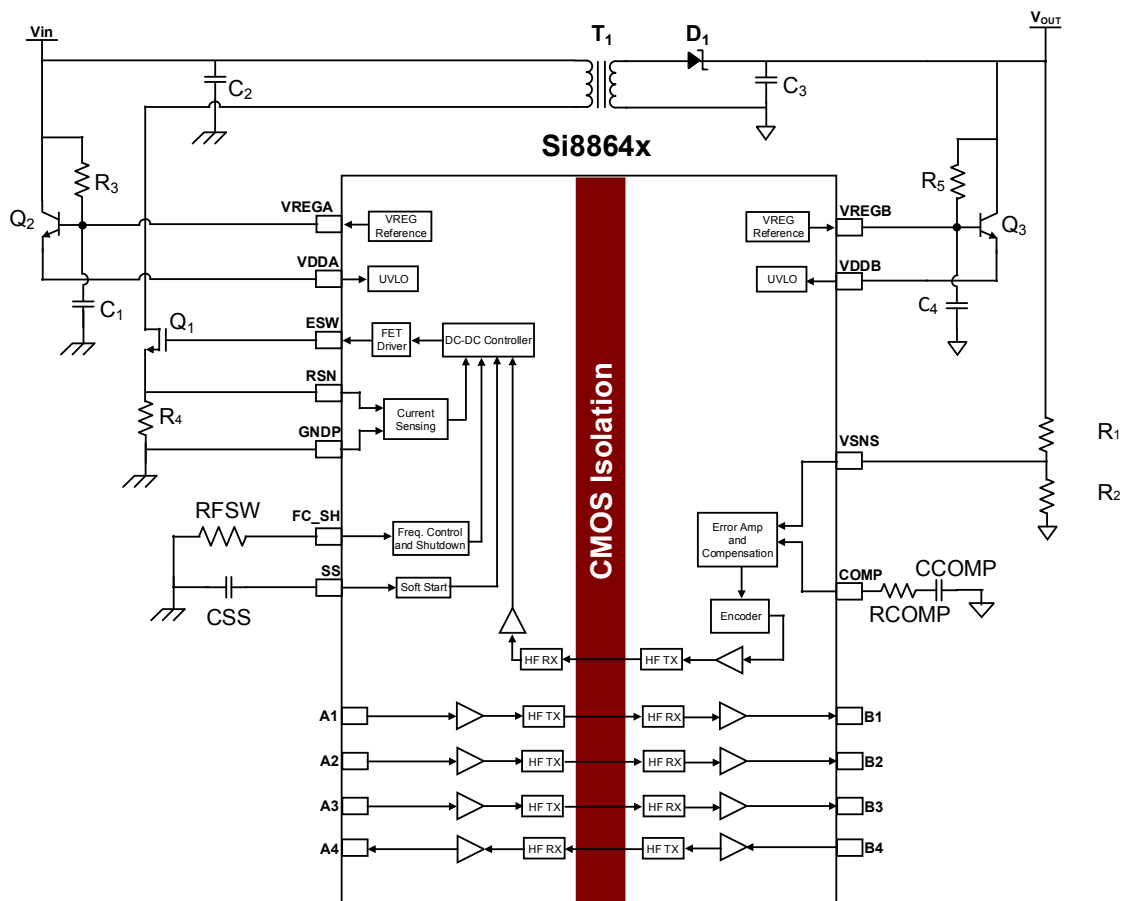 Vin
T1
D1
VOUT
C2
C3
Si8864x
R3
R5
Q2
VREGA
VREG
Reference
VREG
Reference
VREGB
Q3
VDDA
UVLO
UVLO
VDDB
C1
C4
Q1
ESW
FET
Driver
DC-DC Controller
RSN
R4
Current
Sensing
GNDP
CMOS Isolation
VSNS
R1
R2
RFSW
FC_SH
Freq. Control
and Shutdown
Error Amp
and
Compensation
SS
Soft Start
CSS
COMP
CCOMP
RCOMP
Encoder
HF RX
HF TX
A1
HF TX
HF RX
B1
A2
HF TX
HF RX
B2
A3
HF TX
HF RX
B3
A4
HF RX
HF TX
B4